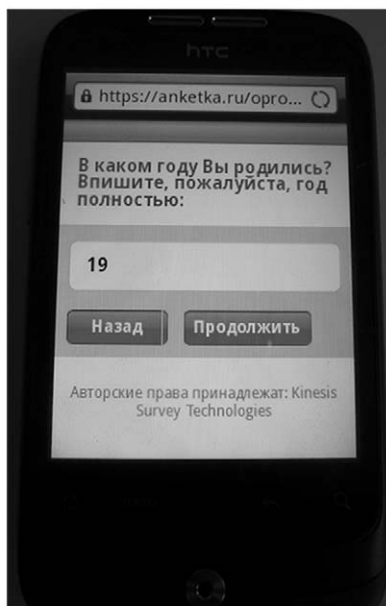 hTC
https://anketka.ru/opro...
В каком году Вы родились?
Впишите, пожалуйста, год
полностью:
19
Назад
Продолжить
Авторские права принадлежат: Kinesis
Survey Technologies